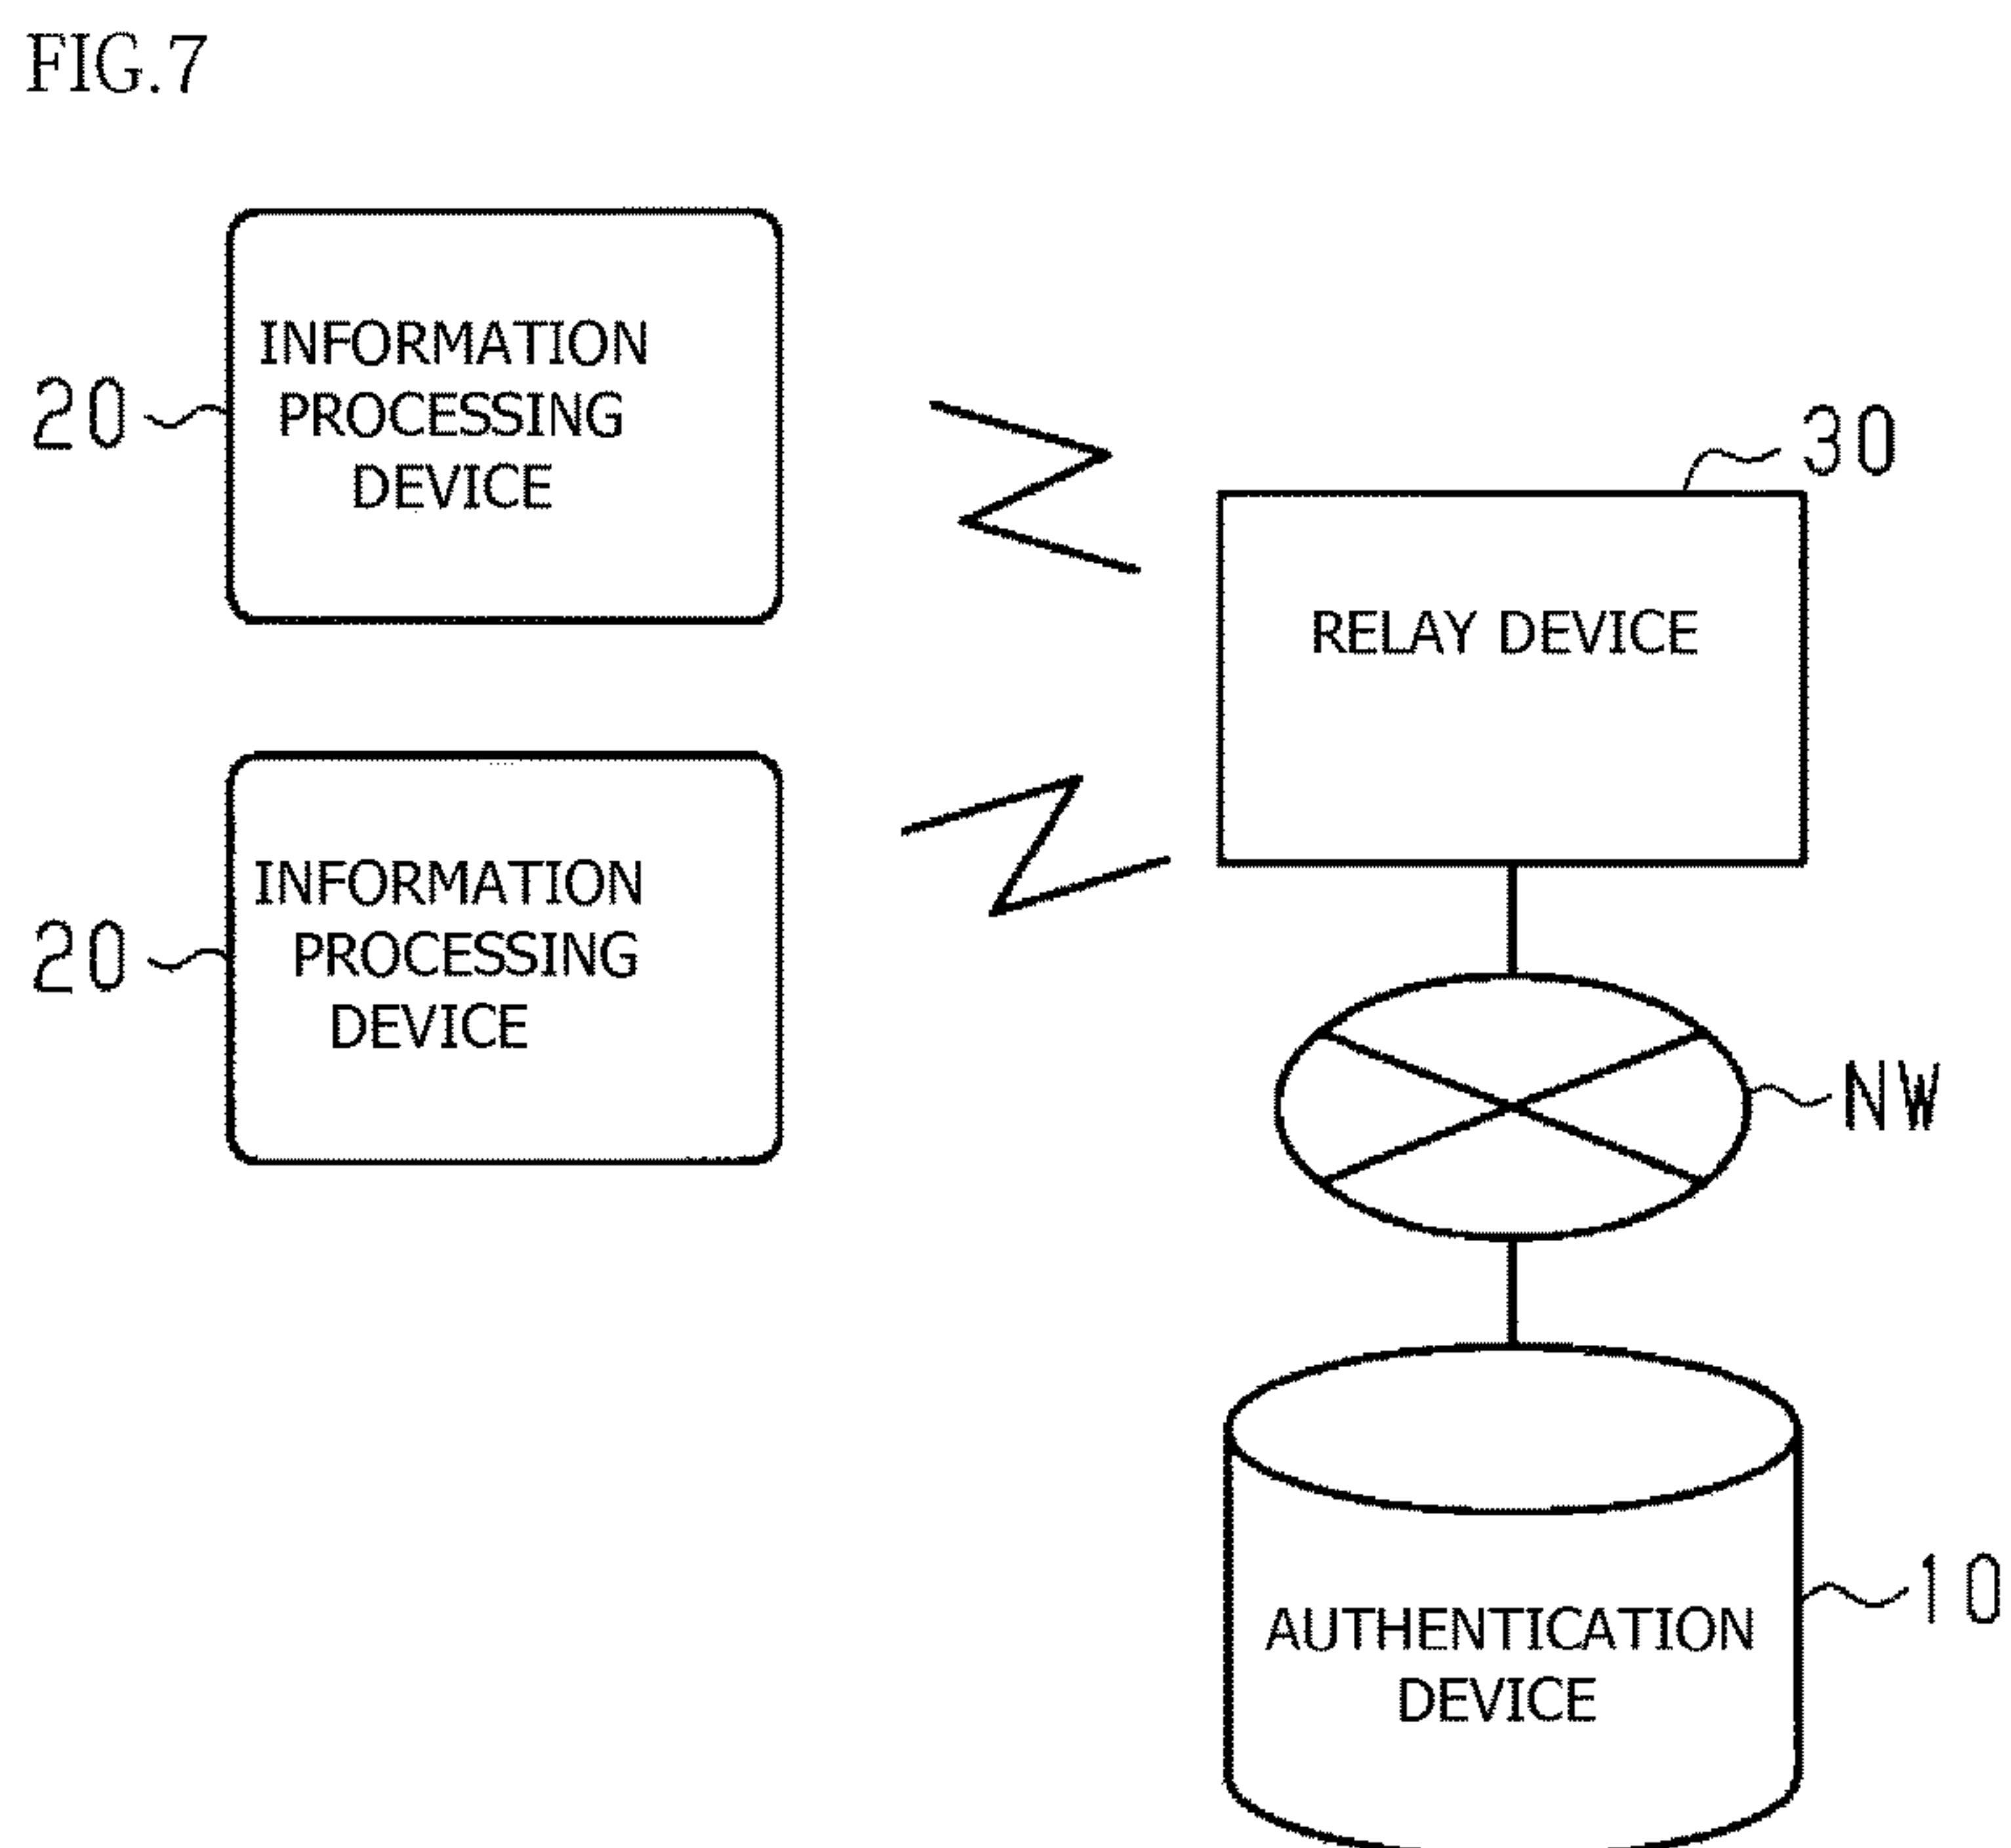 FIG.7
INFORMATION
PROCESSING
DEVICE
20
30
RELAY DEVICE
INFORMATION
PROCESSING
DEVICE
20
NW
AUTHENTICATION
DEVICE
10